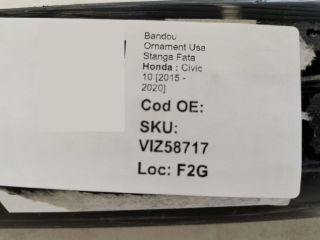 Bandou
Ornament Usa
Stanga Fata
Honda : Civic
10 [2015 -
2020]
Cod OE:
SKU:
VIZ58717
Loc: F2G